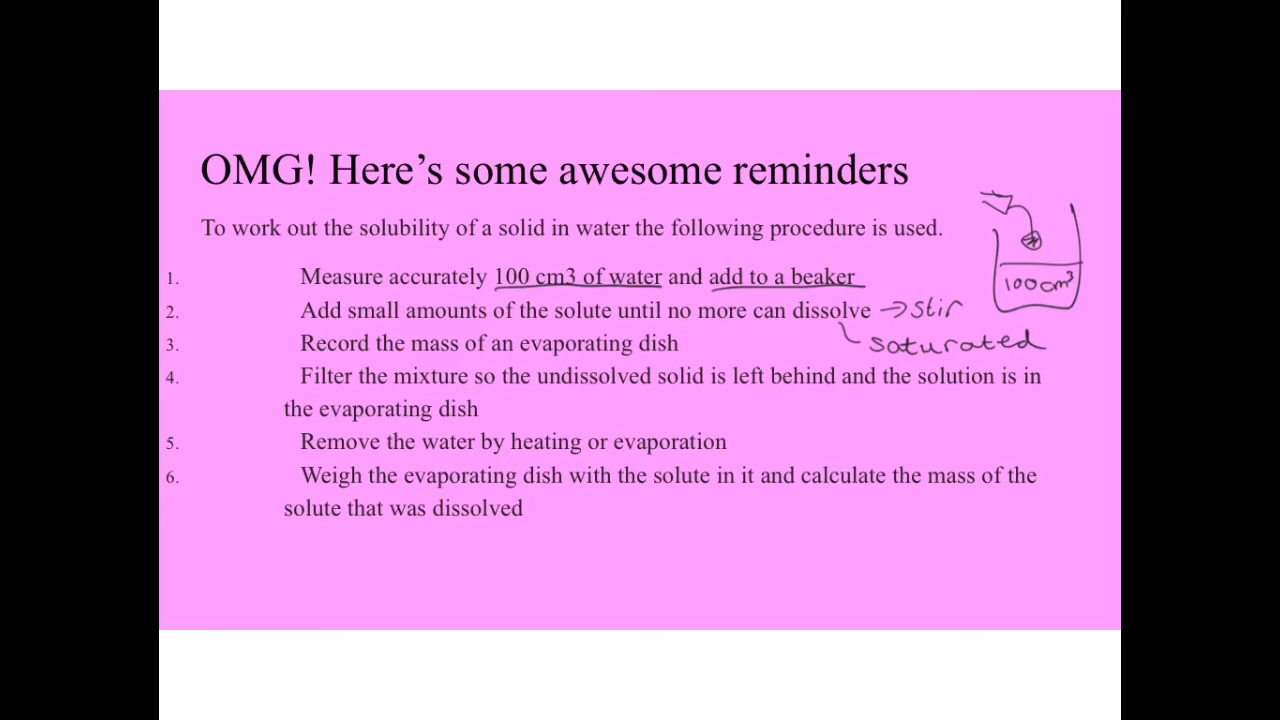 OMG! Here's some awesome reminders
To work out the solubility of a solid in water the following procedure is used.
1. Measure accurately 100 cm3 of water and add to a beaker
100cm³
2. Add small amounts of the solute until no more can dissolve → stir
saturated
3. Record the mass of an evaporating dish
4. Filter the mixture so the undissolved solid is left behind and the solution is in
the evaporating dish
5. Remove the water by heating or evaporation
6. Weigh the evaporating dish with the solute in it and calculate the mass of the
solute that was dissolved